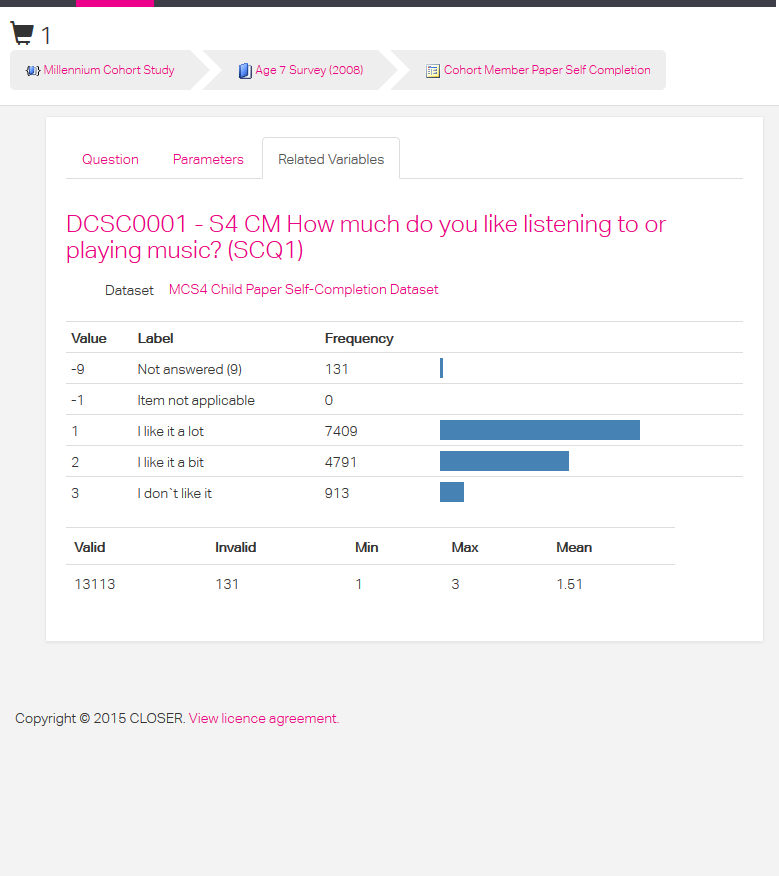 1
Millennium Cohort Study Age 7 Survey (2008) Cohort Member Paper Self Completion
Question Parameters Related Variables
DCSC0001 - S4 CM How much do you like listening to or
playing music? (SCQ1)
Dataset MCS4 Child Paper Self-Completion Dataset
Value Label Frequency
-9 Not answered (9) 131
-1 Item not applicable 0
1 I like it a lot 7409
2 I like it a bit 4791
3 I don`t like it 913
Valid Invalid Min Max Mean
13113 131 1 3 1.51
Copyright © 2015 CLOSER. View licence agreement.